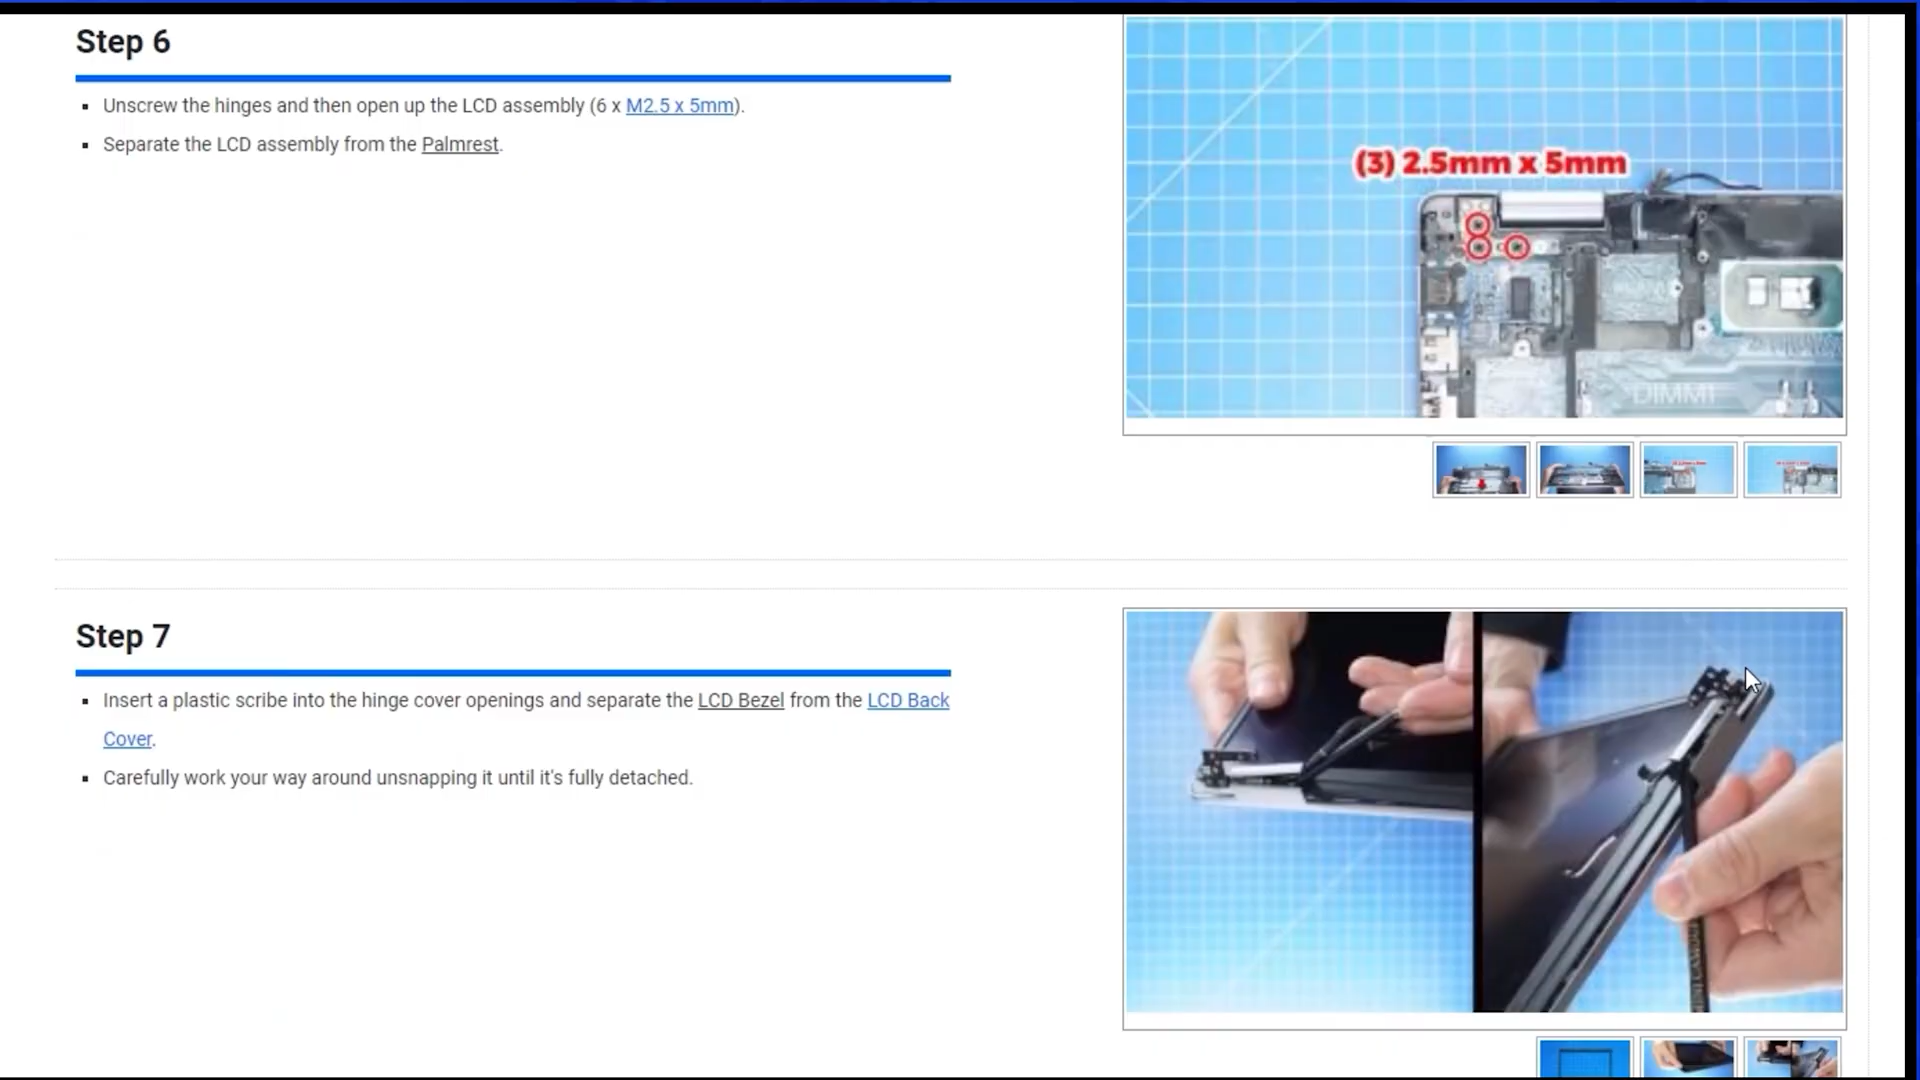 Step 6
Unscrew the hinges and then open up the LCD assembly (6 x M2.5 x 5mm).
Separate the LCD assembly from the Palmrest.
(3) 2.5mm x 5mm
DIMM1
Step 7
Insert a plastic scribe into the hinge cover openings and separate the LCD Bezel from the LCD Back
Cover.
Carefully work your way around unsnapping it until it's fully detached.